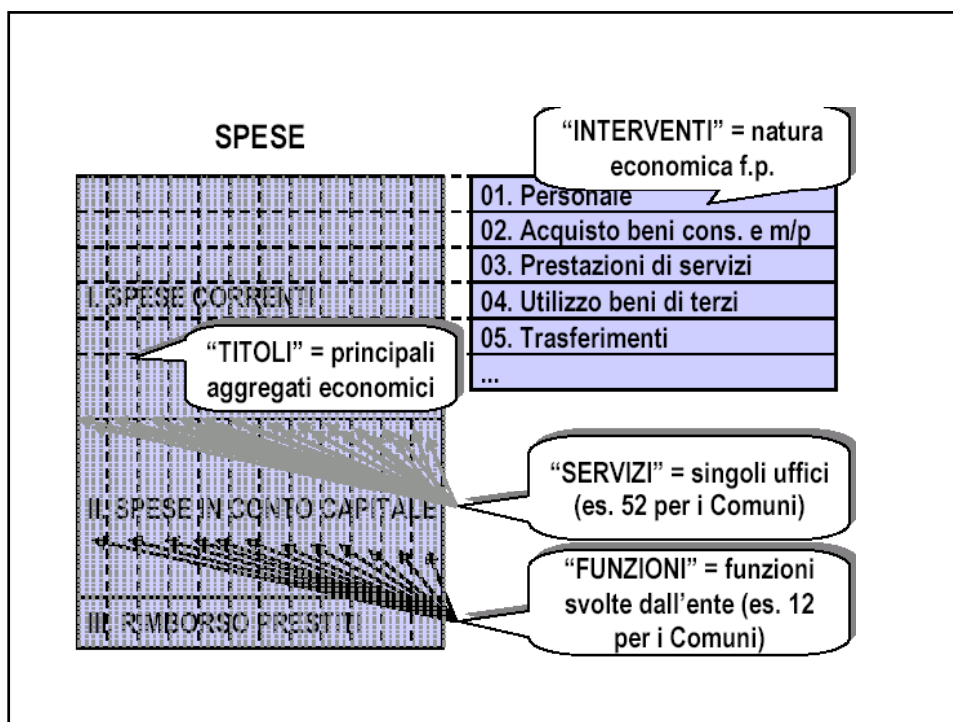 SPESE
“INTERVENTI” = natura
economica f.p.
01. Personale
02. Acquisto beni cons. e m/p
03. Prestazioni di servizi
I. SPESE CORRENTI
04. Utilizzo beni di terzi
05. Trasferimenti
...
“TITOLI” = principali
aggregati economici
“SERVIZI” = singoli uffici
(es. 52 per i Comuni)
II. SPESE IN CONTO CAPITALE
“FUNZIONI” = funzioni
svolte dall’ente (es. 12
per i Comuni)
III. RIMBORSO PRESTITI